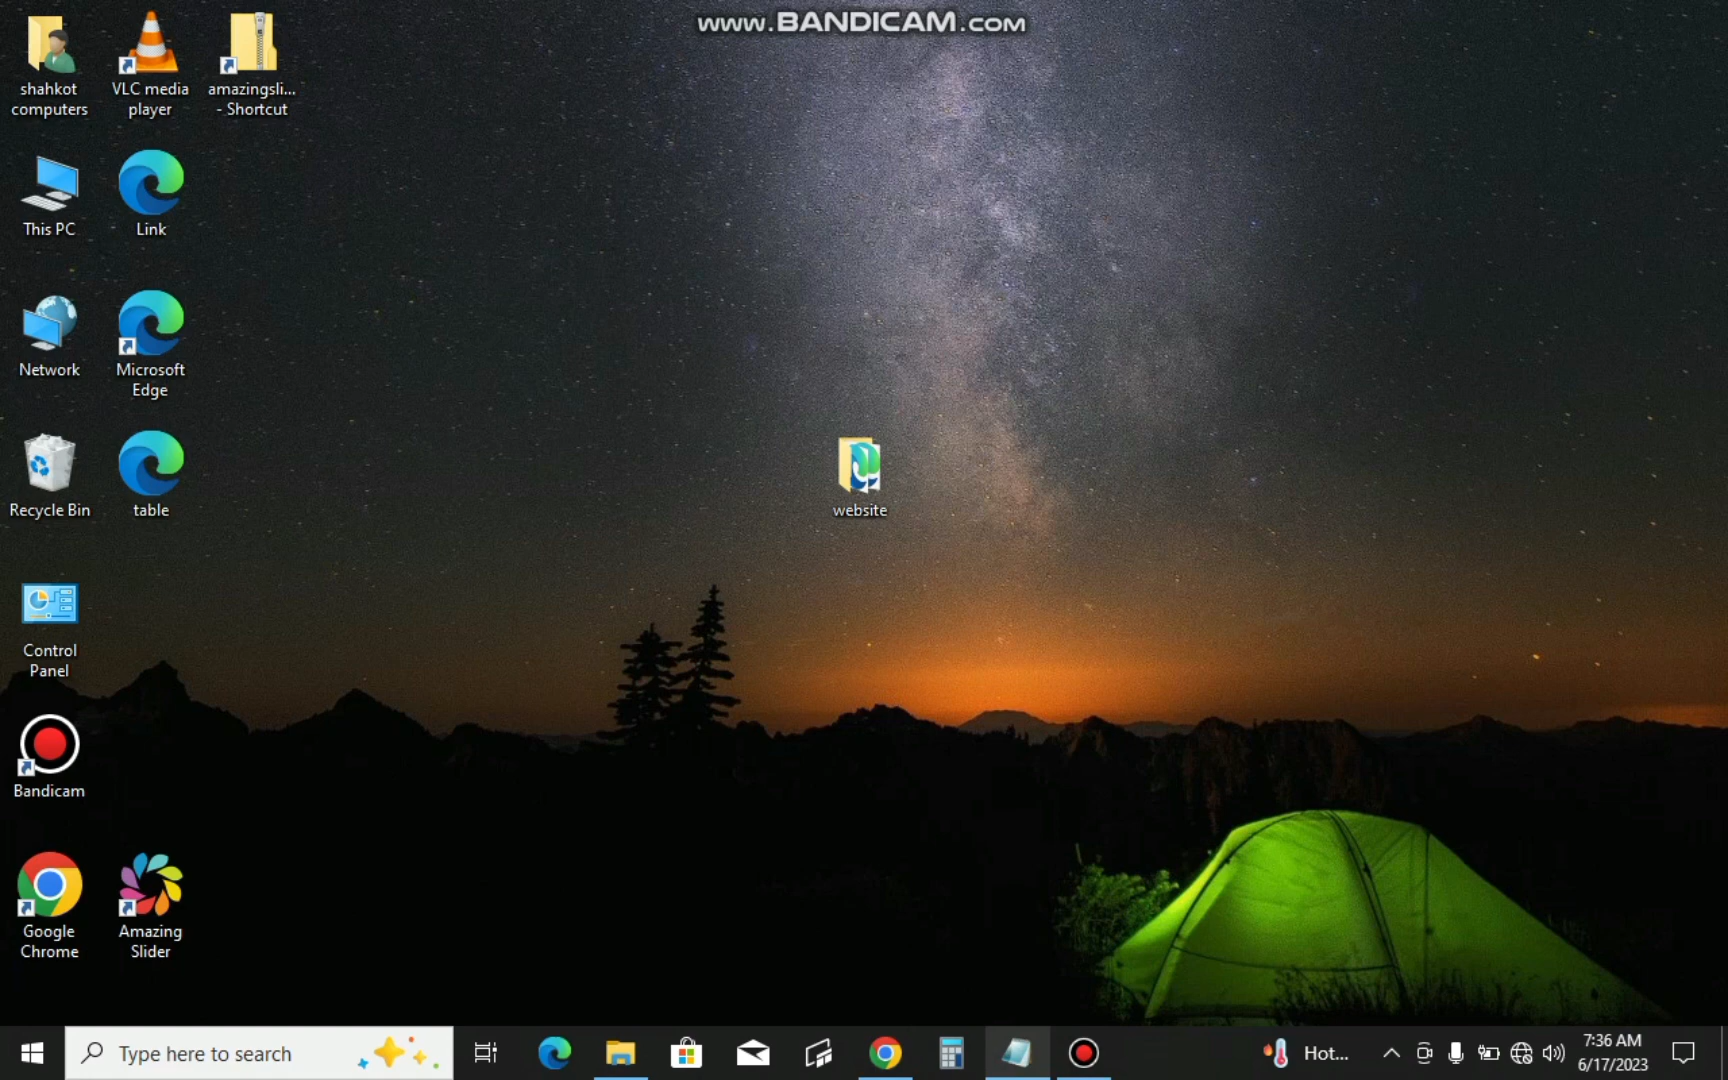 www.BANDICAM.com
shahkot
computers
VLC media
player
amazingsli...
- Shortcut
This PC
Link
Network
Microsoft
Edge
Recycle Bin
table
website
Control
Panel
Bandicam
Google
Chrome
Amazing
Slider
Type here to search
Hot...
7:36 AM
6/17/2023